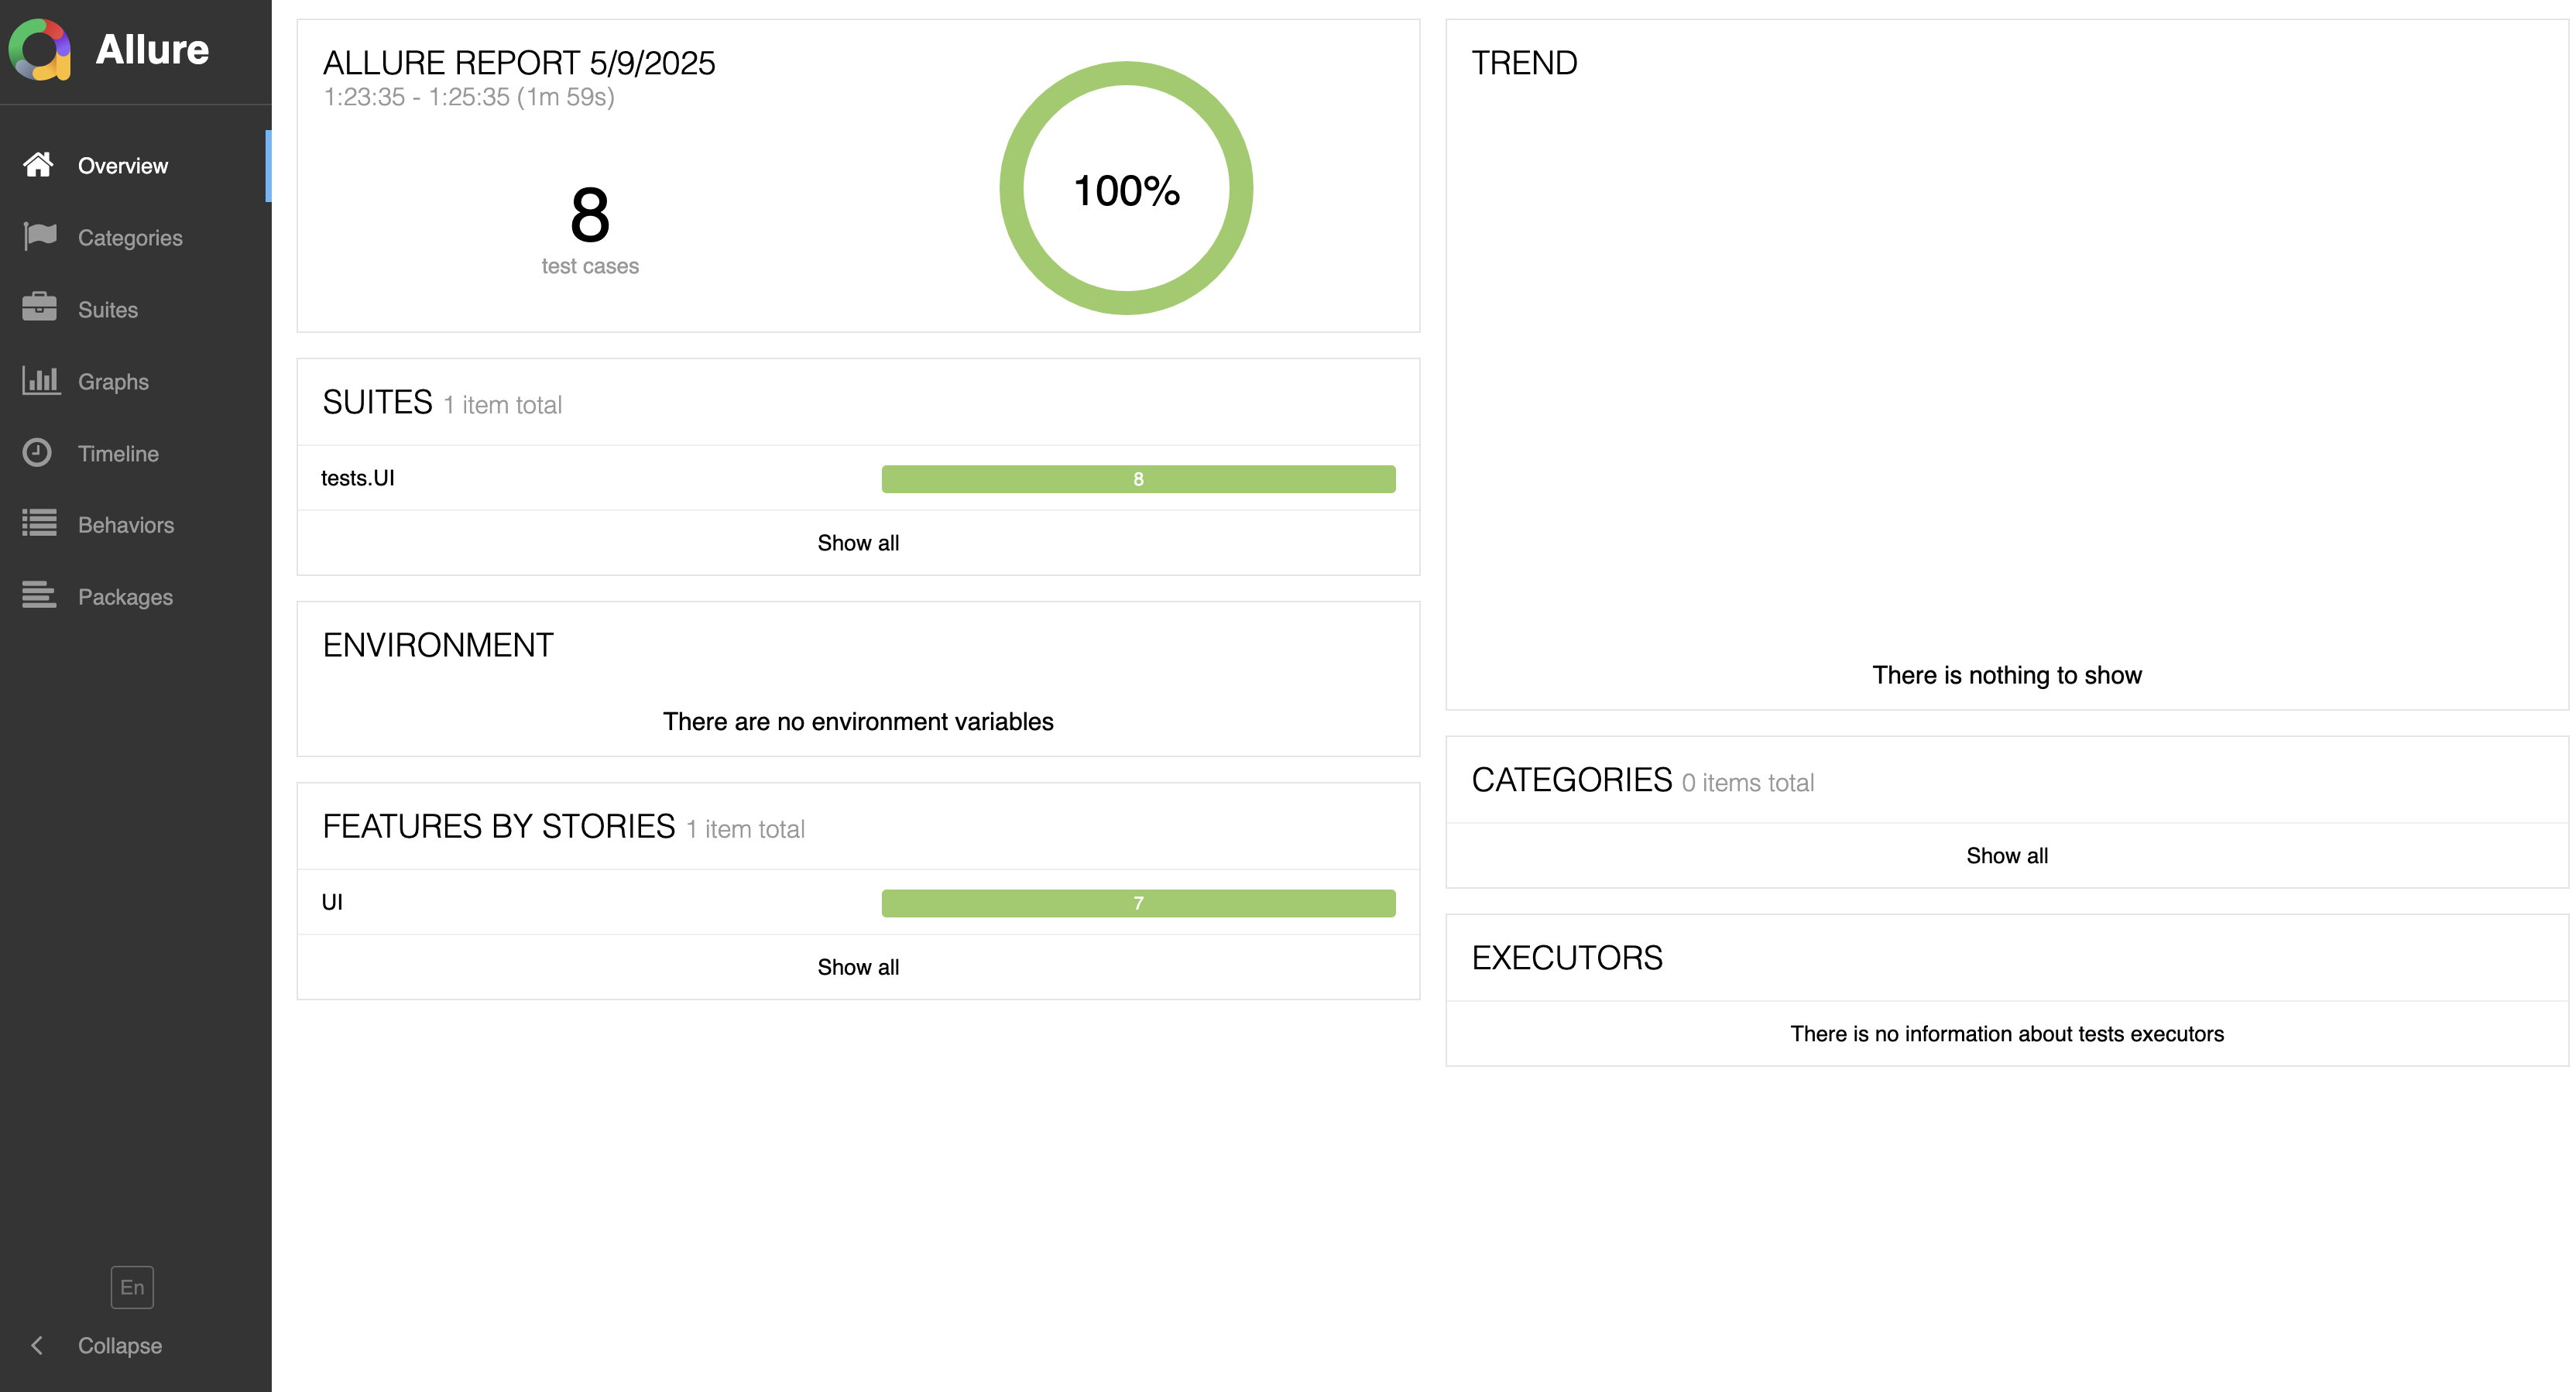 Allure
Overview
Categories
Suites
Graphs
Timeline
Behaviors
Packages
En
Collapse
ALLURE REPORT 5/9/2025
1:23:35 - 1:25:35 (1m 59s)
8
test cases
100%
SUITES 1 item total
tests.UI 8
Show all
ENVIRONMENT
There are no environment variables
FEATURES BY STORIES 1 item total
UI 7
Show all
TREND
There is nothing to show
CATEGORIES 0 items total
Show all
EXECUTORS
There is no information about tests executors